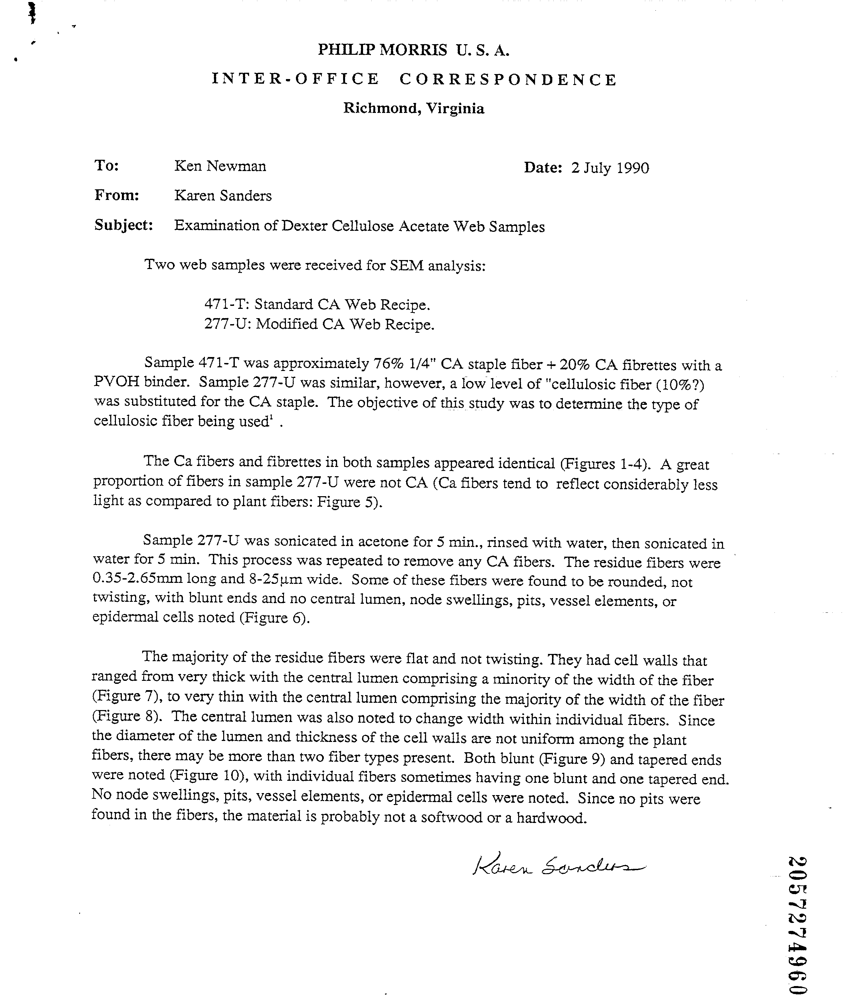 PHILIP MORRIS U. S. A.
INTER-OFFICE CORRESPONDENCE
Richmond, Virginia
To: Ken Newman Date: 2 July 1990
From: Karen Sanders
Subject: Examination of Dexter Cellulose Acetate Web Samples
Two web samples were received for SEM analysis:
471-T: Standard CA Web Recipe.
277-U: Modified CA Web Recipe.
Sample 471-T was approximately 76% 1/4" CA staple fiber + 20% CA fibrettes with a
PVOH binder. Sample 277-U was similar, however, a low level of "cellulosic fiber (10%?)
was substituted for the CA staple. The objective of this study was to determine the type of
cellulosic fiber being used¹ .
The Ca fibers and fibrettes in both samples appeared identical (Figures 1-4). A great
proportion of fibers in sample 277-U were not CA (Ca fibers tend to reflect considerably less
light as compared to plant fibers: Figure 5).
Sample 277-U was sonicated in acetone for 5 min., rinsed with water, then sonicated in
water for 5 min. This process was repeated to remove any CA fibers. The residue fibers were
0.35-2.65mm long and 8-25µm wide. Some of these fibers were found to be rounded, not
twisting, with blunt ends and no central lumen, node swellings, pits, vessel elements, or
epidermal cells noted (Figure 6).
The majority of the residue fibers were flat and not twisting. They had cell walls that
ranged from very thick with the central lumen comprising a minority of the width of the fiber
(Figure 7), to very thin with the central lumen comprising the majority of the width of the fiber
(Figure 8). The central lumen was also noted to change width within individual fibers. Since
the diameter of the lumen and thickness of the cell walls are not uniform among the plant
fibers, there may be more than two fiber types present. Both blunt (Figure 9) and tapered ends
were noted (Figure 10), with individual fibers sometimes having one blunt and one tapered end.
No node swellings, pits, vessel elements, or epidermal cells were noted. Since no pits were
found in the fibers, the material is probably not a softwood or a hardwood.
Karen Sanders
2057274960